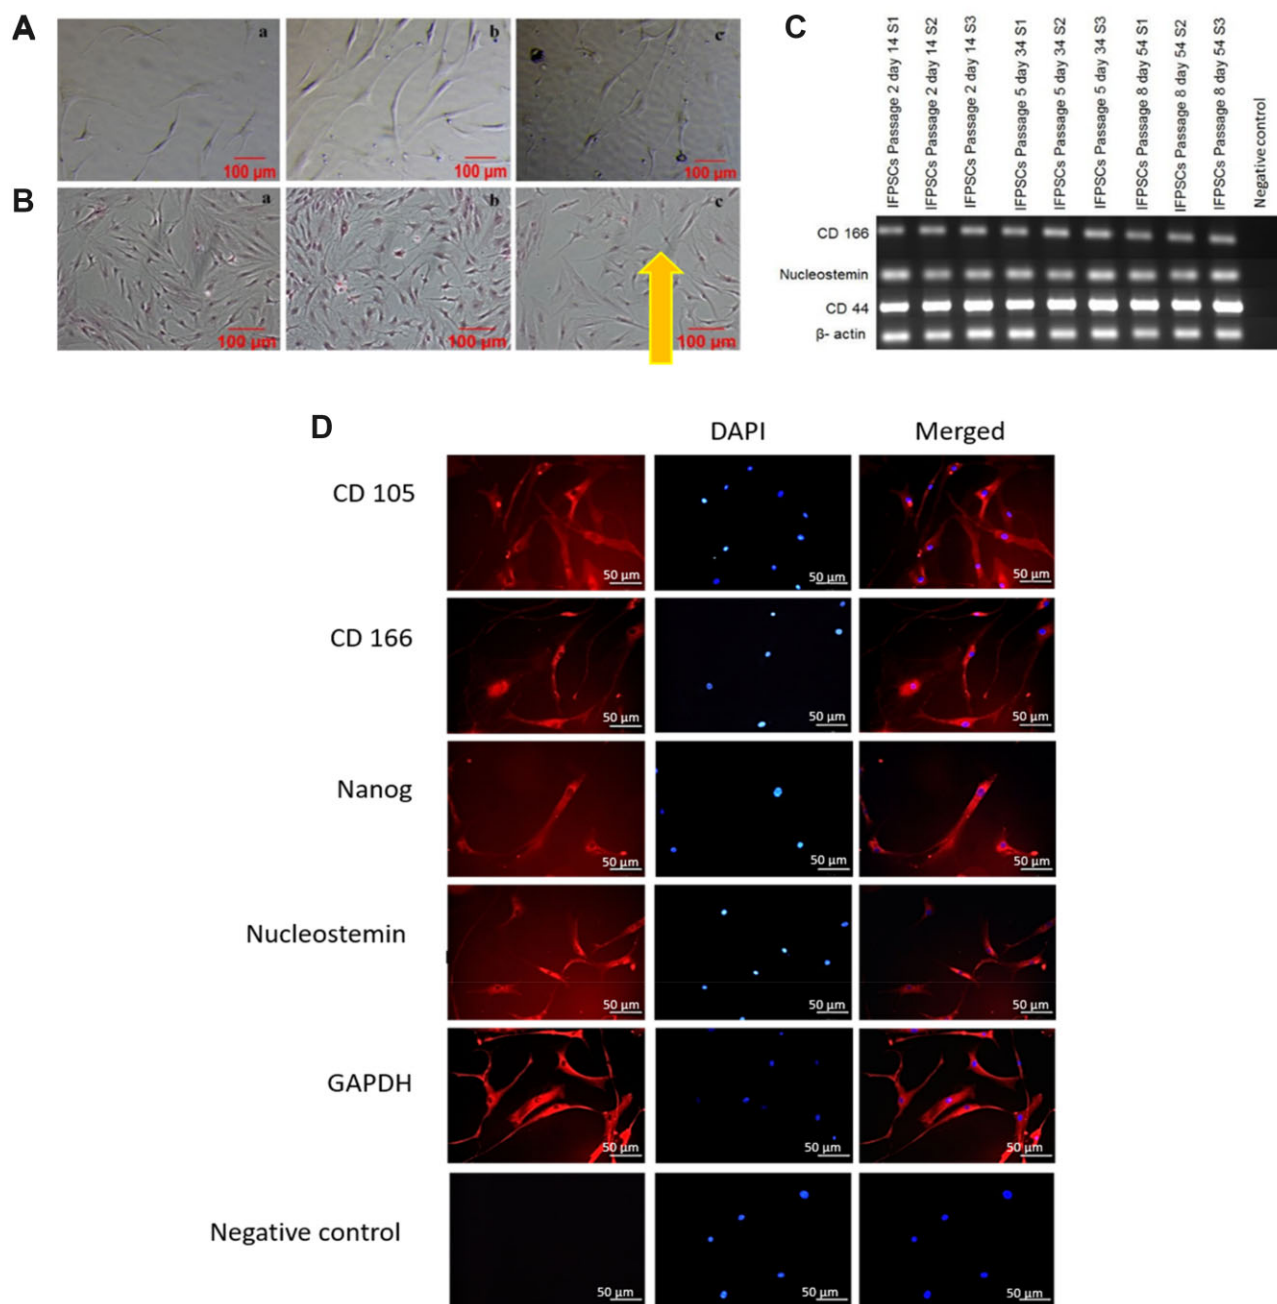 A
a
b
c
100 µm
100 µm
100 µm
B
a
b
c
100 µm
100 µm
100 µm
C
IFPSCs Passage 2 day 14 S1
IFPSCs Passage 2 day 14 S2
IFPSCs Passage 2 day 14 S3
IFPSCs Passage 5 day 34 S1
IFPSCs Passage 5 day 34 S2
IFPSCs Passage 5 day 34 S3
IFPSCs Passage 8 day 54 S1
IFPSCs Passage 8 day 54 S2
IFPSCs Passage 8 day 54 S3
Negative control
CD 166
Nucleostemin
CD 44
β- actin
D
DAPI
Merged
CD 105
50 µm
50 µm
50 µm
CD 166
50 µm
50 µm
50 µm
Nanog
50 µm
50 µm
50 µm
Nucleostemin
50 µm
50 µm
50 µm
GAPDH
50 µm
50 µm
50 µm
Negative control
50 µm
50 µm
50 µm